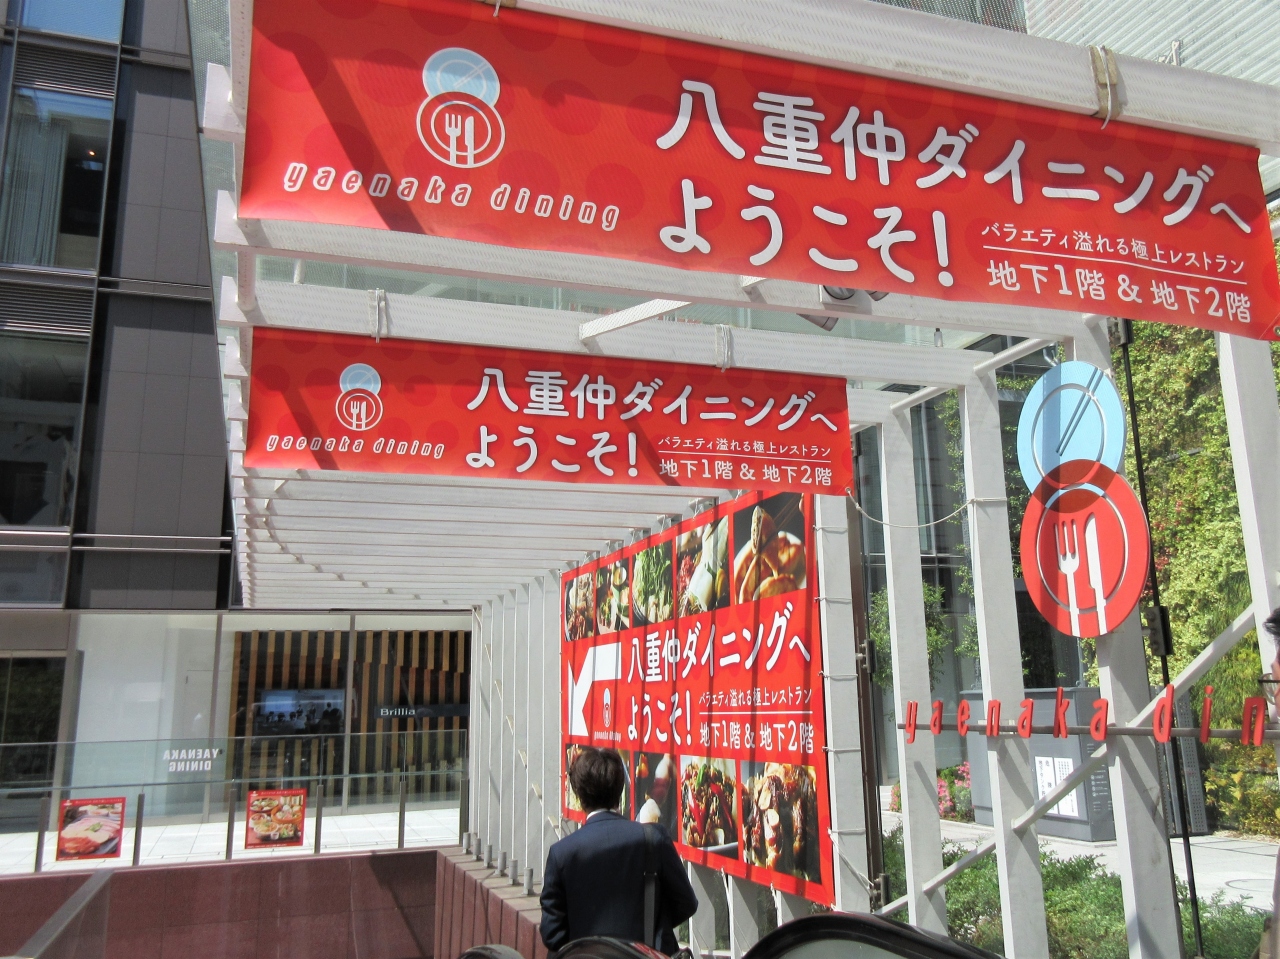 yaenaka dining
八重仲ダイニングへ
ようこそ!
バラエティ溢れる極上レストラン
地下1階 & 地下2階
yaenaka dining
八重仲ダイニングへ
ようこそ!
バラエティ溢れる極上レストラン
地下1階 & 地下2階
八重仲ダイニングへ
ようこそ!
バラエティ溢れる極上レストラン
地下1階 & 地下2階
yaenaka dining
yaenaka din
Brillia
YAENAKA
DINING